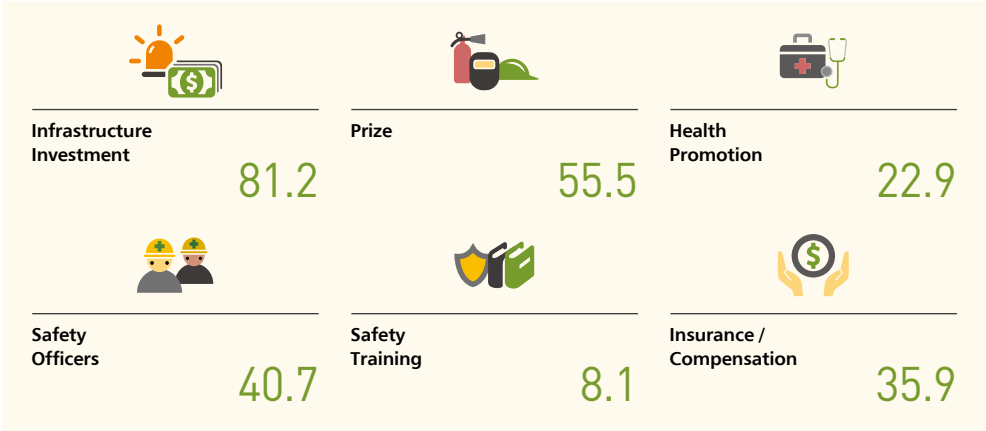 Infrastructure
Investment
81.2
Prize
55.5
Health
Promotion
22.9
Safety
Officers
40.7
Safety
Training
8.1
Insurance /
Compensation
35.9